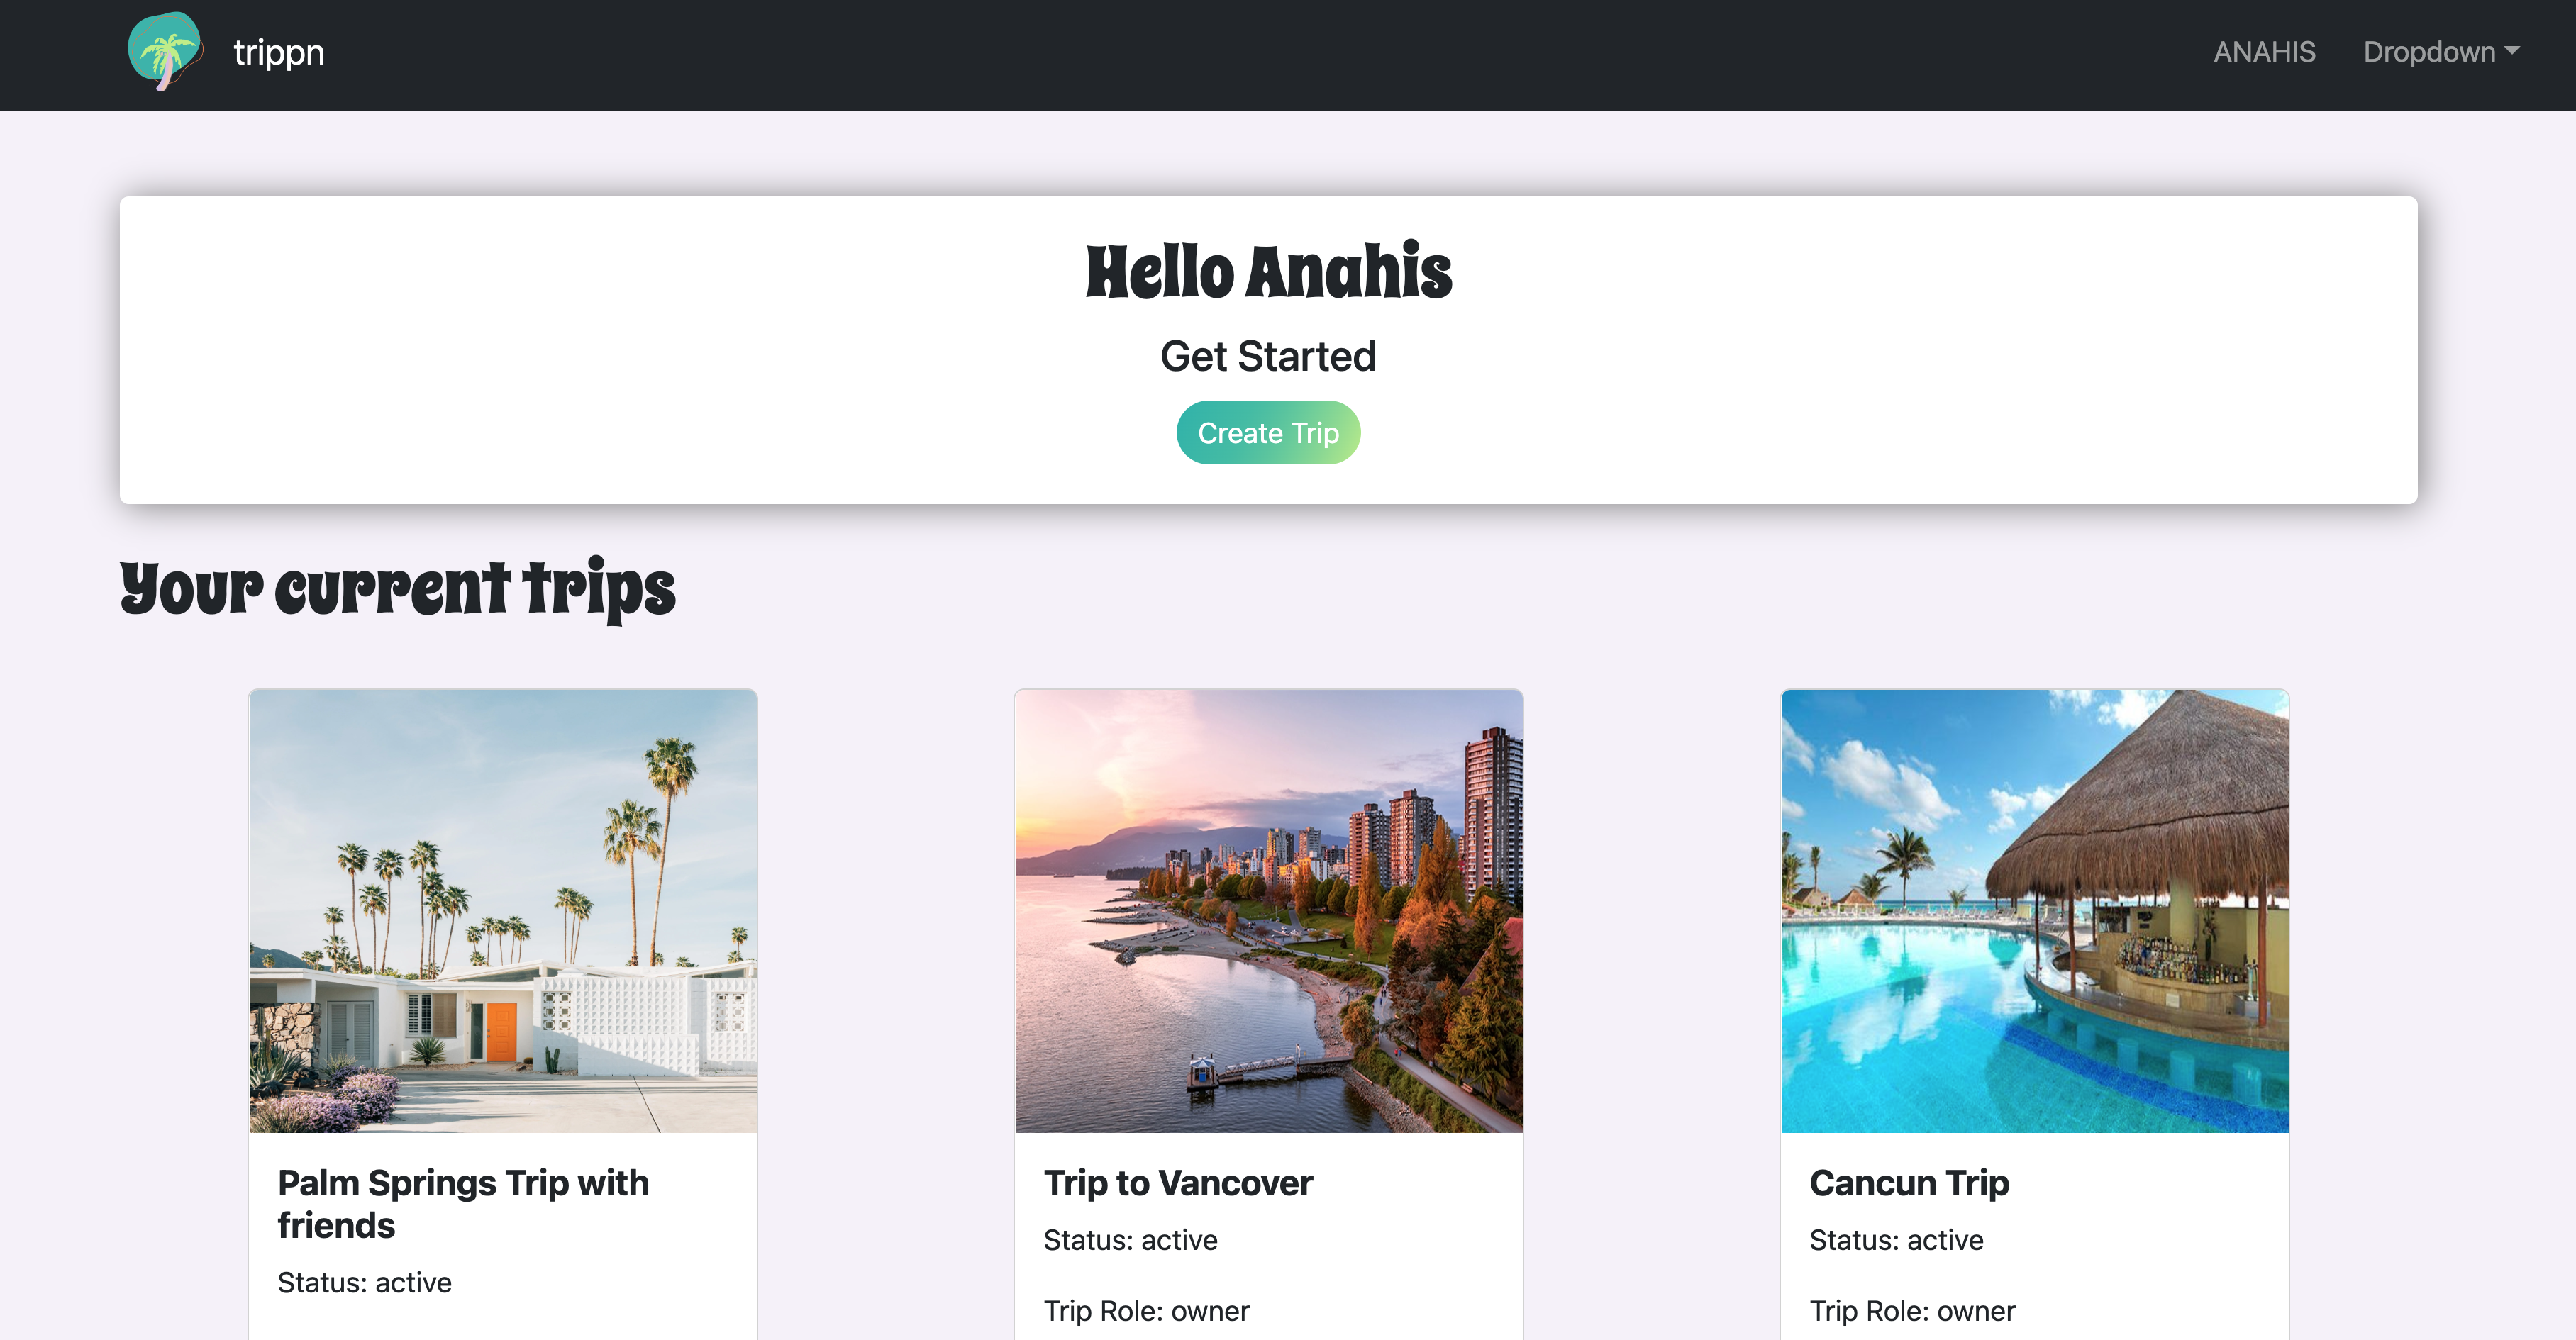 trippn
ANAHIS
Dropdown
Hello Anahis
Get Started
Create Trip
Your current trips
Palm Springs Trip with
friends
Status: active
Trip to Vancover
Status: active
Trip Role: owner
Cancun Trip
Status: active
Trip Role: owner